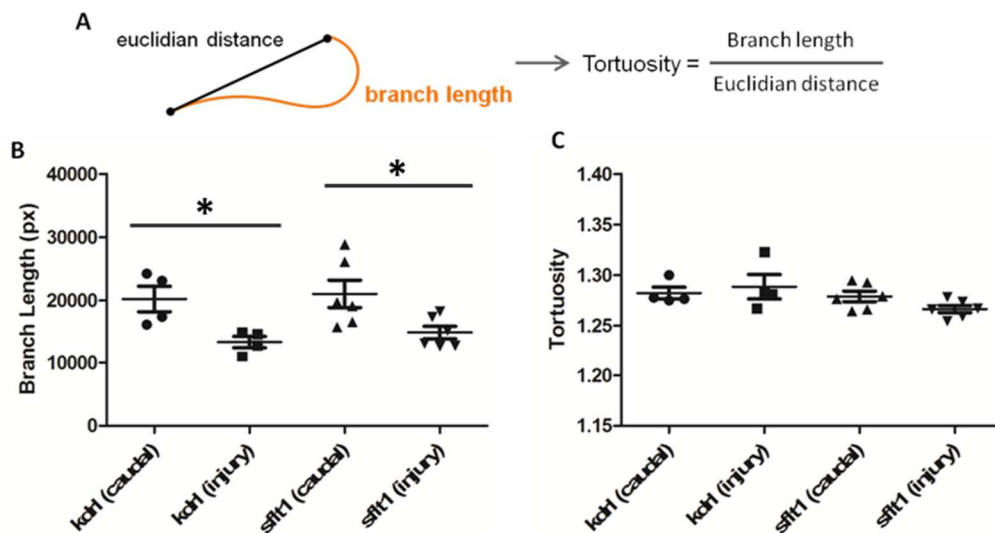 A
euclidian distance
branch length
Tortuosity = Branch length
Euclidian distance
B
Branch Length (px)
40000
30000
20000
10000
0
*
*
kdrl (caudal)
kdrl (injury)
sflt1 (caudal)
sflt1 (injury)
C
Tortuosity
1.40
1.35
1.30
1.25
1.20
1.15
kdrl (caudal)
kdrl (injury)
sflt1 (caudal)
sflt1 (injury)